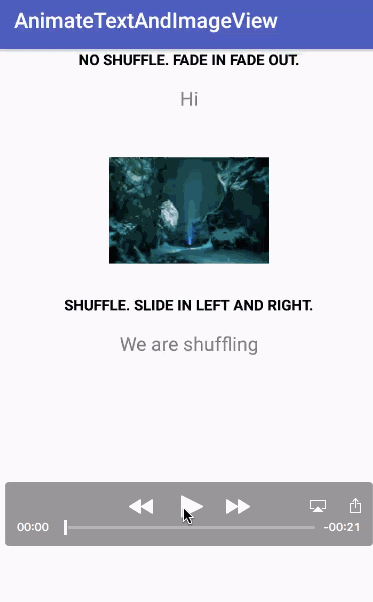 AnimateTextAndImageView
NO SHUFFLE. FADE IN FADE OUT.
Hi
SHUFFLE. SLIDE IN LEFT AND RIGHT.
We are shuffling
00:00
-00:21